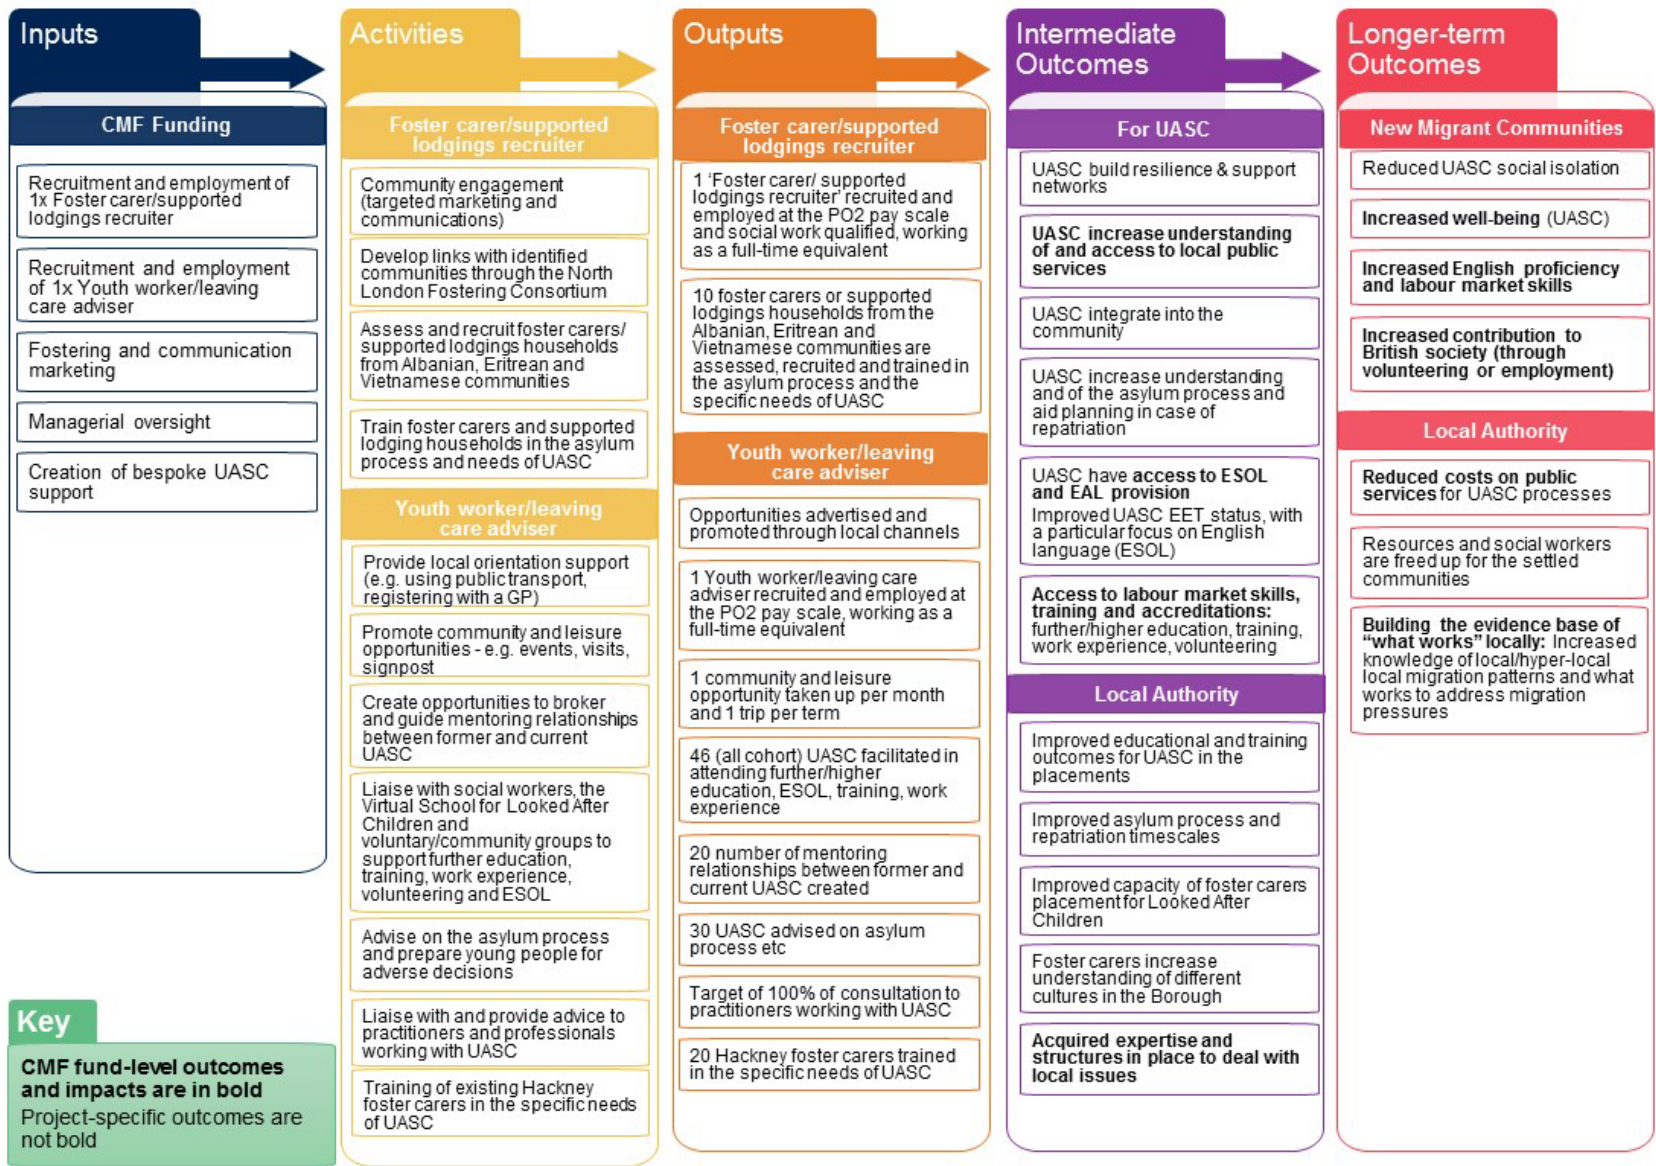 Inputs
CMF Funding
Recruitment and employment of
1x Foster carer/supported
lodgings recruiter
Recruitment and employment
of 1x Youth worker/leaving
care adviser
Fostering and communication
marketing
Managerial oversight
Creation of bespoke UASC
support
Key
CMF fund-level outcomes
and impacts are in bold
Project-specific outcomes are
not bold
Activities
Foster carer/supported
lodgings recruiter
Community engagement
(targeted marketing and
communications)
Develop links with identified
communities through the North
London Fostering Consortium
Assess and recruit foster carers/
supported lodgings households
from Albanian, Eritrean and
Vietnamese communities
Train foster carers and supported
lodging households in the asylum
process and needs of UASC
Youth worker/leaving
care adviser
Provide local orientation support
(e.g. using public transport,
registering with a GP)
Promote community and leisure
opportunities - e.g. events, visits,
signpost
Create opportunities to broker
and guide mentoring relationships
between former and current
UASC
Liaise with social workers, the
Virtual School for Looked After
Children and
voluntary/community groups to
support further education,
training, work experience,
volunteering and ESOL
Advise on the asylum process
and prepare young people for
adverse decisions
Liaise with and provide advice to
practitioners and professionals
working with UASC
Training of existing Hackney
foster carers in the specific needs
of UASC
Outputs
Foster carer/supported
lodgings recruiter
1 ‘Foster carer/ supported
lodgings recruiter’ recruited and
employed at the PO2 pay scale
and social work qualified, working
as a full-time equivalent
10 foster carers or supported
lodgings households from the
Albanian, Eritrean and
Vietnamese communities are
assessed, recruited and trained in
the asylum process and the
specific needs of UASC
Youth worker/leaving
care adviser
Opportunities advertised and
promoted through local channels
1 Youth worker/leaving care
adviser recruited and employed at
the PO2 pay scale, working as a
full-time equivalent
1 community and leisure
opportunity taken up per month
and 1 trip per term
46 (all cohort) UASC facilitated in
attending further/higher
education, ESOL, training, work
experience
20 number of mentoring
relationships between former and
current UASC created
30 UASC advised on asylum
process etc
Target of 100% of consultation to
practitioners working with UASC
20 Hackney foster carers trained
in the specific needs of UASC
Intermediate
Outcomes
For UASC
UASC build resilience & support
networks
UASC increase understanding
of and access to local public
services
UASC integrate into the
community
UASC increase understanding
and of the asylum process and
aid planning in case of
repatriation
UASC have access to ESOL
and EAL provision
Improved UASC EET status, with
a particular focus on English
language (ESOL)
Access to labour market skills,
training and accreditations:
further/higher education, training,
work experience, volunteering
Local Authority
Improved educational and training
outcomes for UASC in the
placements
Improved asylum process and
repatriation timescales
Improved capacity of foster carers
placement for Looked After
Children
Foster carers increase
understanding of different
cultures in the Borough
Acquired expertise and
structures in place to deal with
local issues
Longer-term
Outcomes
New Migrant Communities
Reduced UASC social isolation
Increased well-being (UASC)
Increased English proficiency
and labour market skills
Increased contribution to
British society (through
volunteering or employment)
Local Authority
Reduced costs on public
services for UASC processes
Resources and social workers
are freed up for the settled
communities
Building the evidence base of
“what works” locally: Increased
knowledge of local/hyper-local
local migration patterns and what
works to address migration
pressures